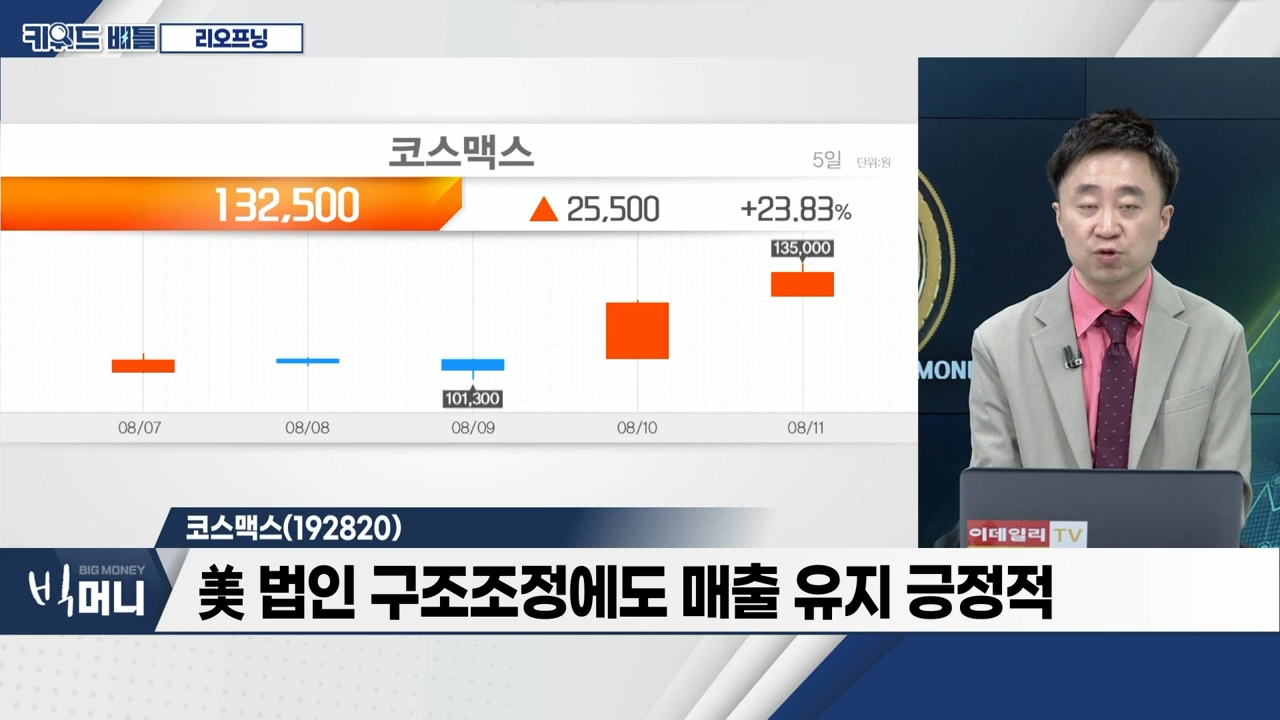 키워드 배틀 리오프닝
코스맥스
5일 단위:원
132,500 ▲ 25,500 +23.83%
135,000
101,300
08/07 08/08 08/09 08/10 08/11
MON
이데일리 TV
코스맥스(192820)
BIG MONEY
빅머니
美 법인 구조조정에도 매출 유지 긍정적